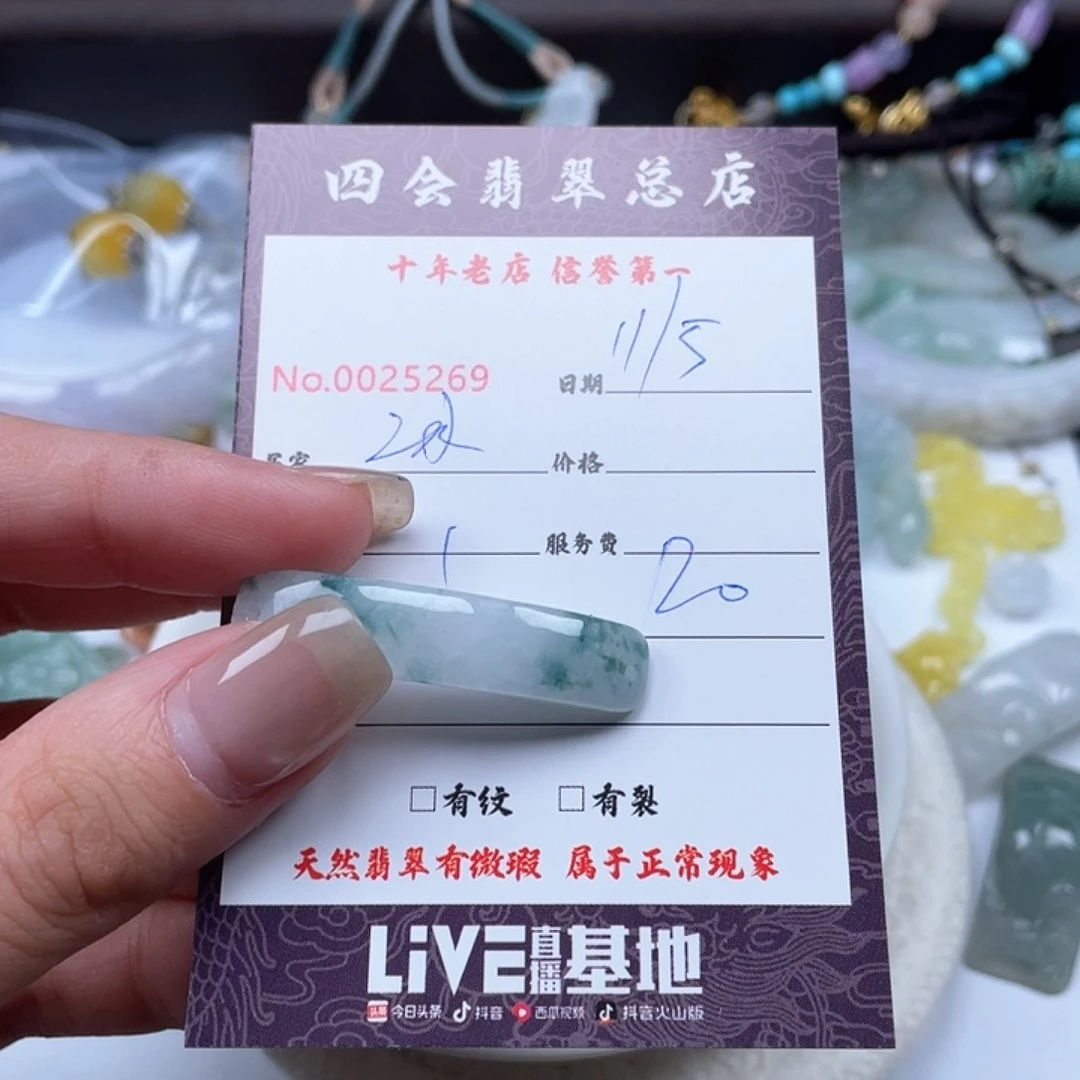 四会翡翠总店
十年老店 信誉第一
No.0025269 日期 11/5
价格
1 服务费 20
□有纹 □有裂
天然翡翠有微瑕 属于正常现象
LiVE直播基地
头条 今日头条 抖音 西瓜视频 抖音火山版